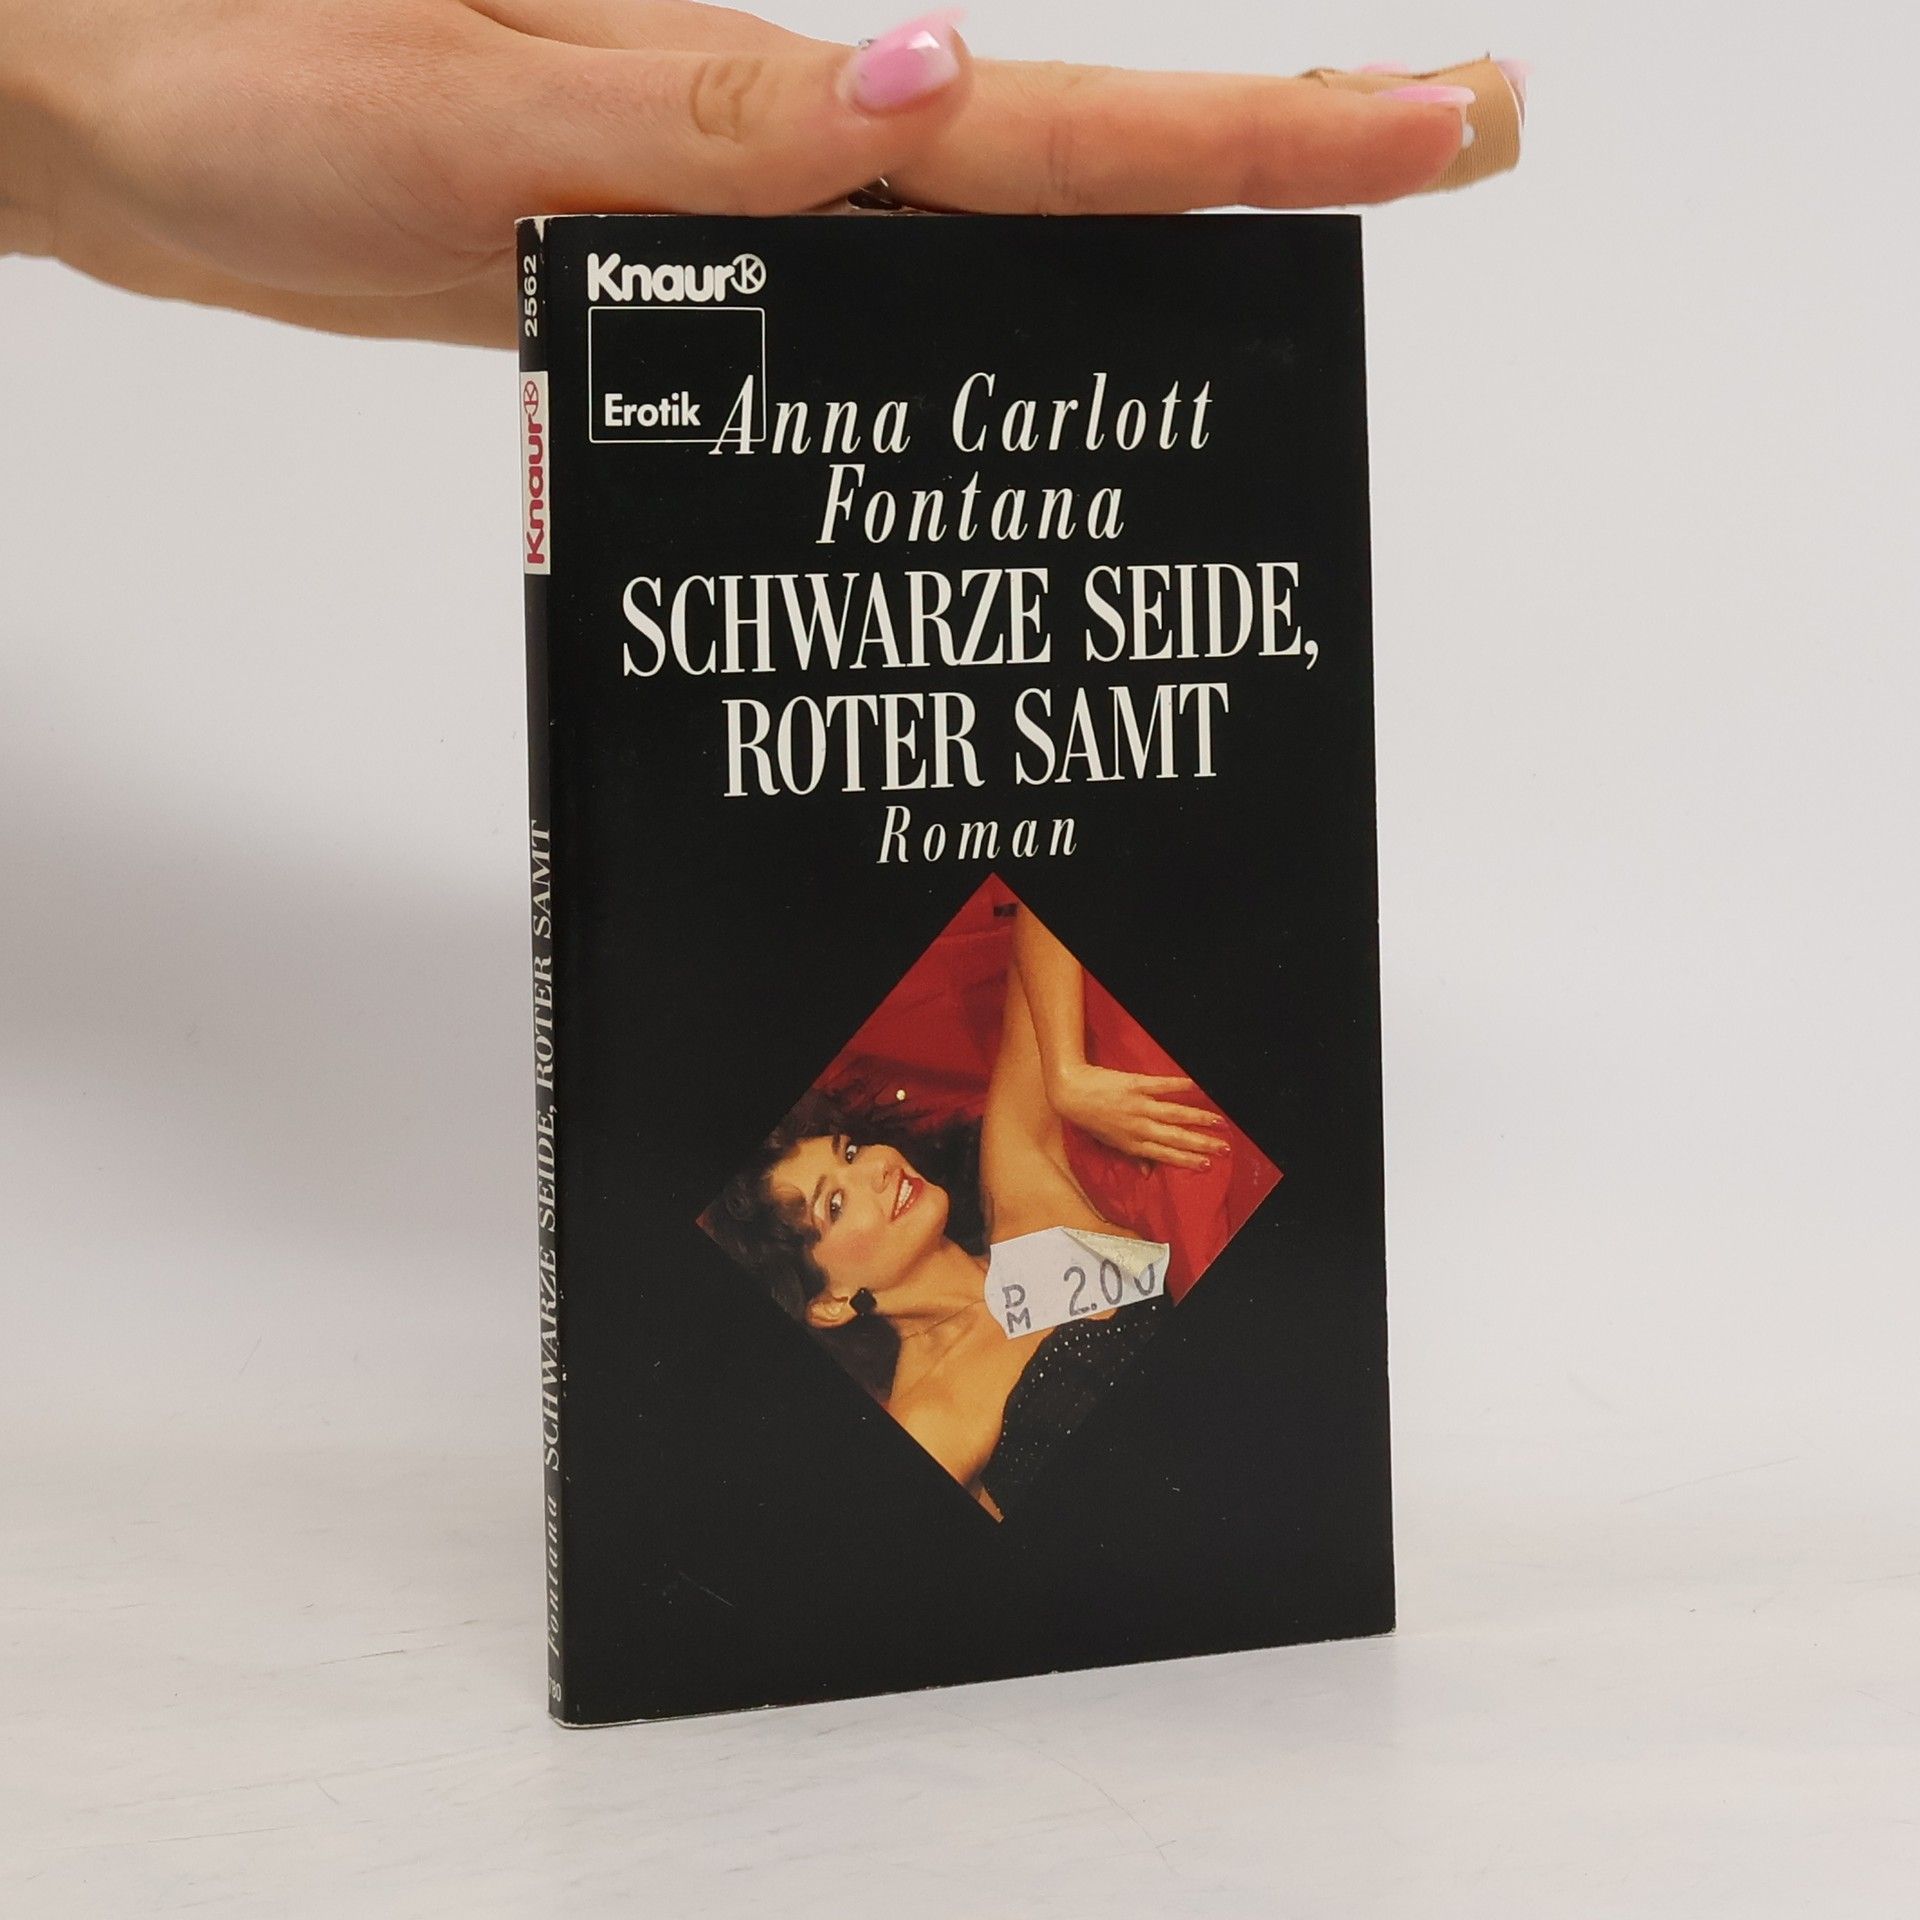 Knaur
Erotik
Anna Carlott
Fontana
SCHWARZE SEIDE,
ROTER SAMT
Roman
DM 2.00
2562
Knaur
Fontana SCHWARZE SEIDE, ROTER SAMT